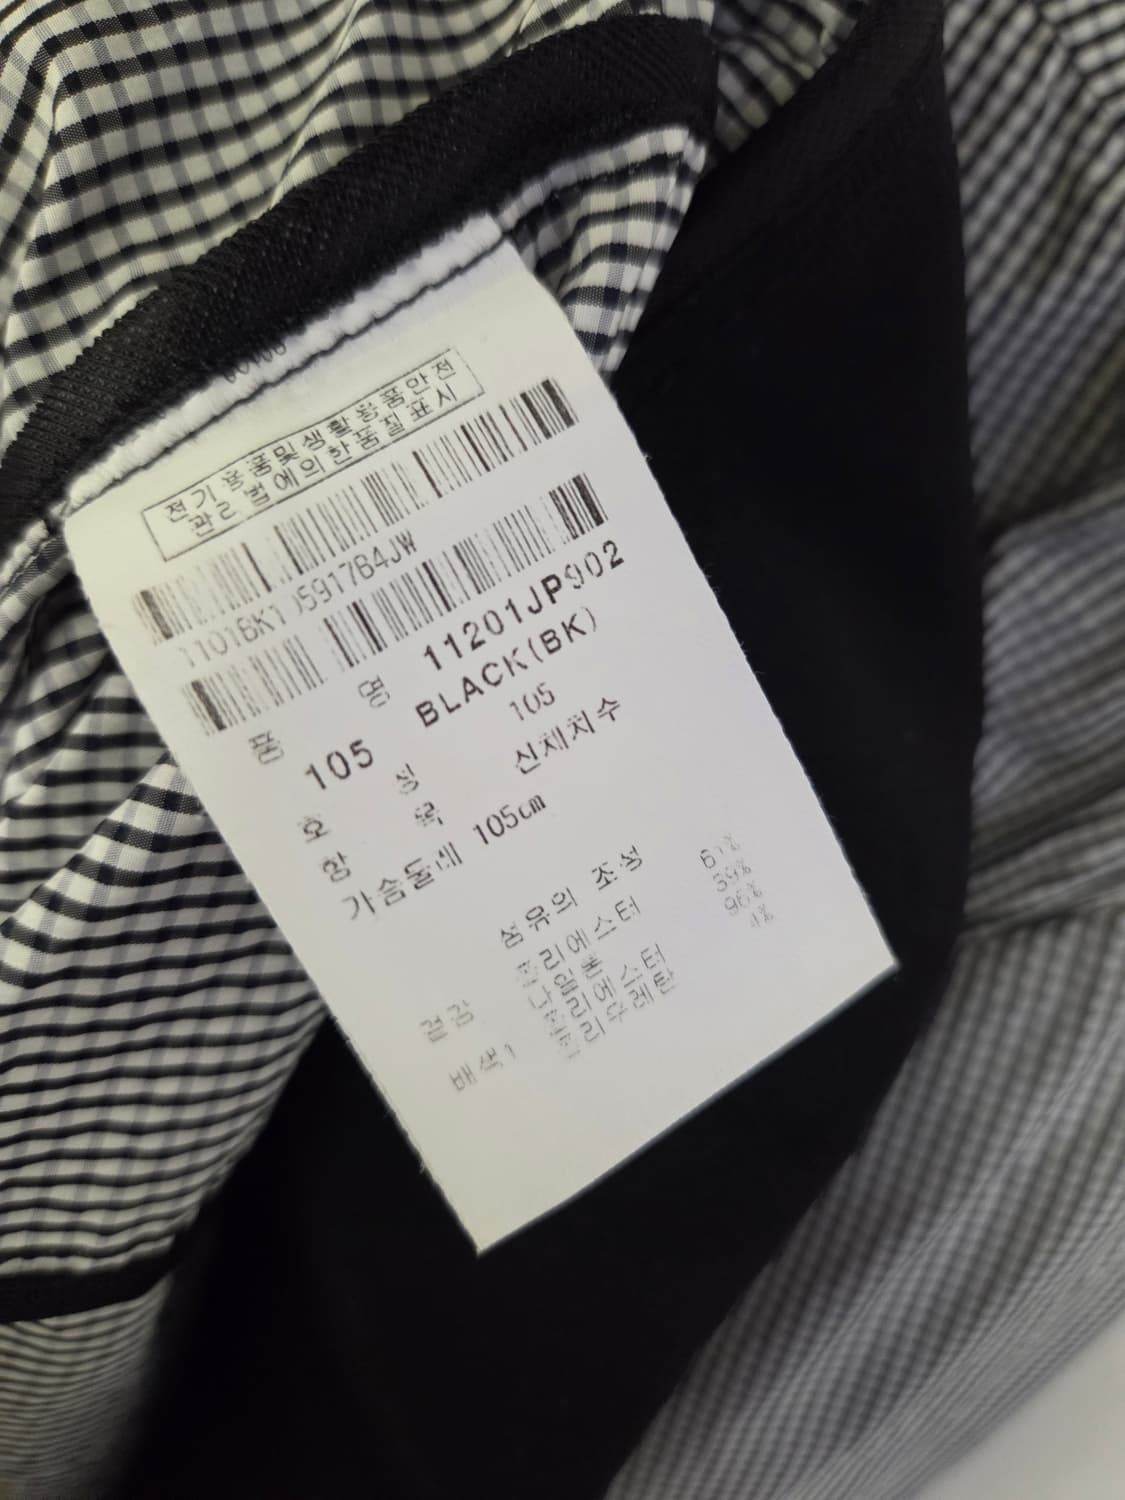 전기용품및생활용품안전
관리법에의한품질표시
품 명 11201JP902
BLACK(BK)
호 칭 105 105
항 목 신체치수
가슴둘레 105cm
섬유의 조성
겉감 폴리에스터
나일론 59%
배색1 폴리에스터 96%
폴리우레탄 4%